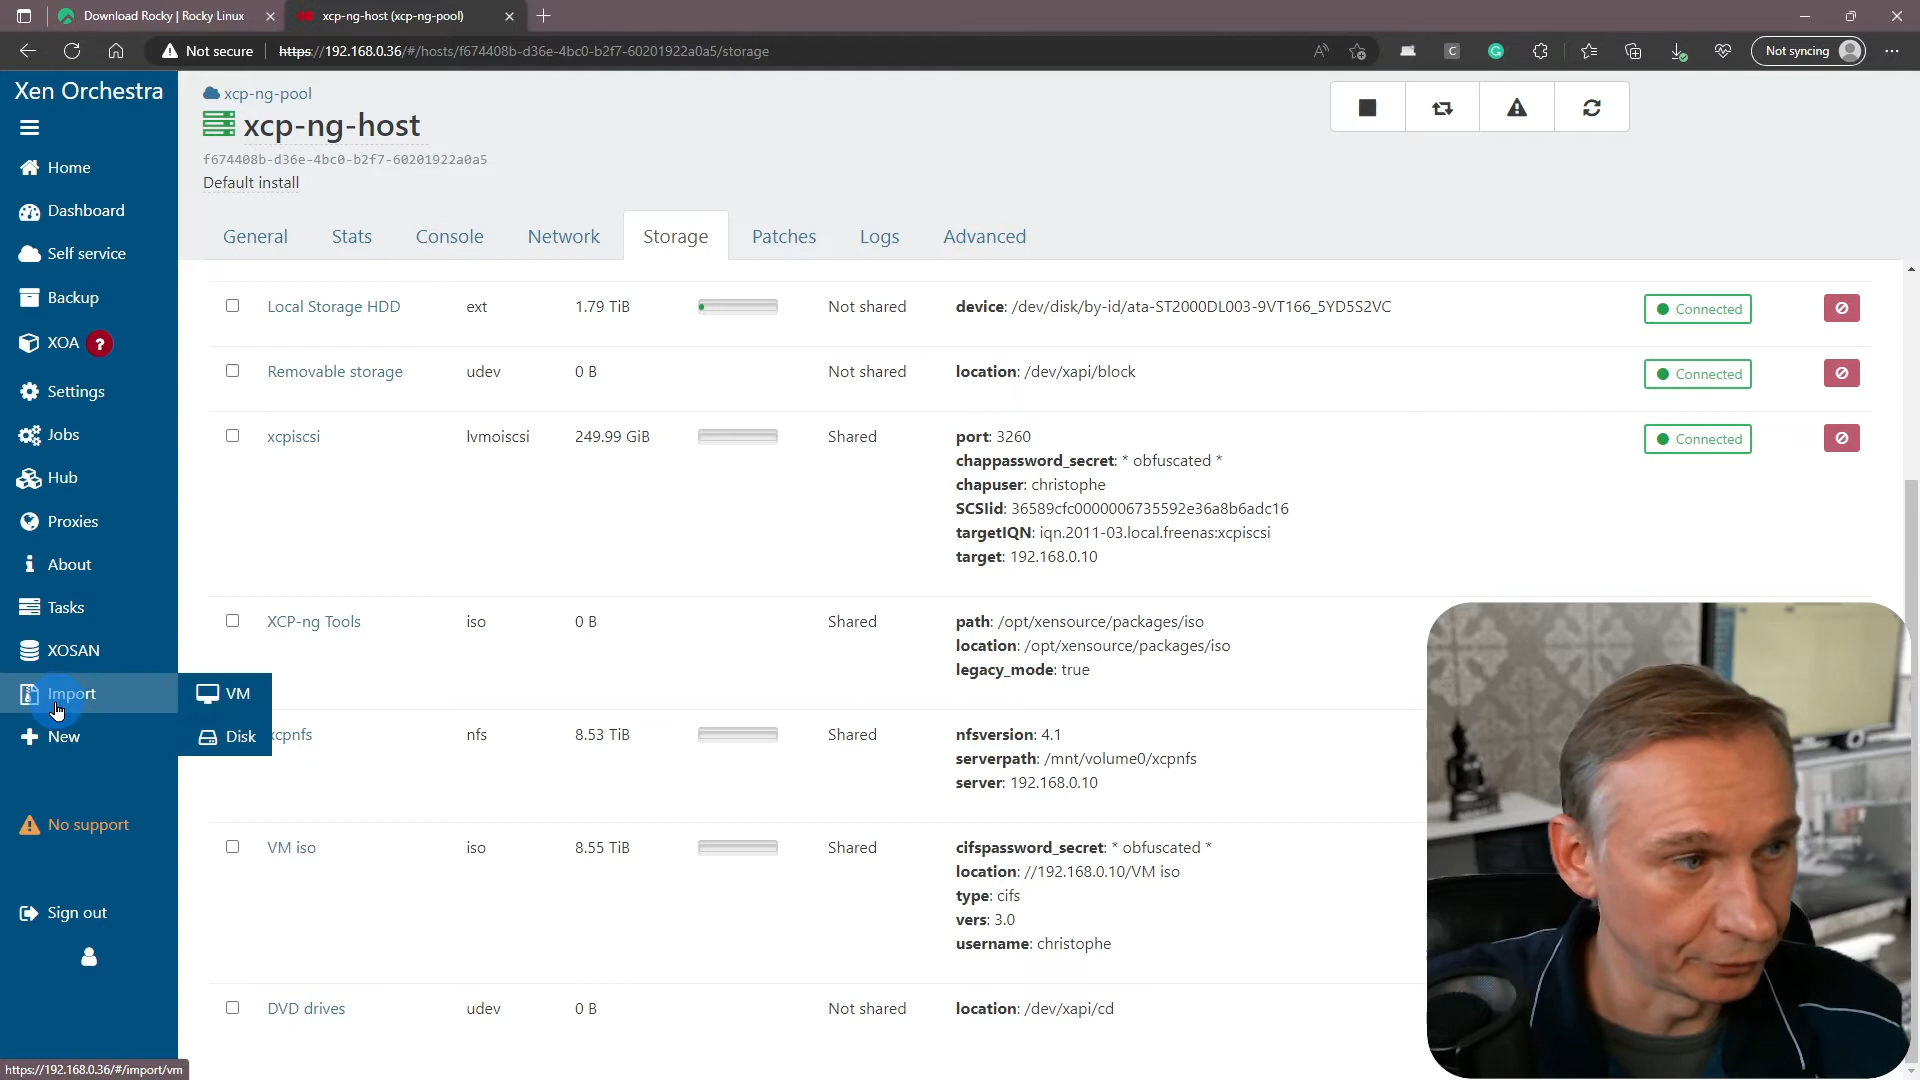 Download Rocky | Rocky Linux
xcp-ng-host (xcp-ng-pool)
Not secure
https://192.168.0.36/#/hosts/f674408b-d36e-4bc0-b2f7-60201922a0a5/storage
Not syncing
Xen Orchestra
Home
Dashboard
Self service
Backup
XOA ?
Settings
Jobs
Hub
Proxies
About
Tasks
XOSAN
Import
New
VM
Disk
No support
Sign out
https://192.168.0.36/#/import/vm
xcp-ng-pool
xcp-ng-host
f674408b-d36e-4bc0-b2f7-60201922a0a5
Default install
General Stats Console Network Storage Patches Logs Advanced
Local Storage HDD ext 1.79 TiB Not shared device: /dev/disk/by-id/ata-ST2000DL003-9VT166_5YD5S2VC Connected
Removable storage udev 0 B Not shared location: /dev/xapi/block Connected
xcpiscsi lvmoiscsi 249.99 GiB Shared port: 3260 Connected
chappassword_secret: * obfuscated *
chapuser: christophe
SCSIid: 36589cfc0000006735592e36a8b6adc16
targetIQN: iqn.2011-03.local.freenas:xcpiscsi
target: 192.168.0.10
XCP-ng Tools iso 0 B Shared path: /opt/xensource/packages/iso
location: /opt/xensource/packages/iso
legacy_mode: true
xcpnfs nfs 8.53 TiB Shared nfsversion: 4.1
serverpath: /mnt/volume0/xcpnfs
server: 192.168.0.10
VM iso iso 8.55 TiB Shared cifspassword_secret: * obfuscated *
location: //192.168.0.10/VM iso
type: cifs
vers: 3.0
username: christophe
DVD drives udev 0 B Not shared location: /dev/xapi/cd